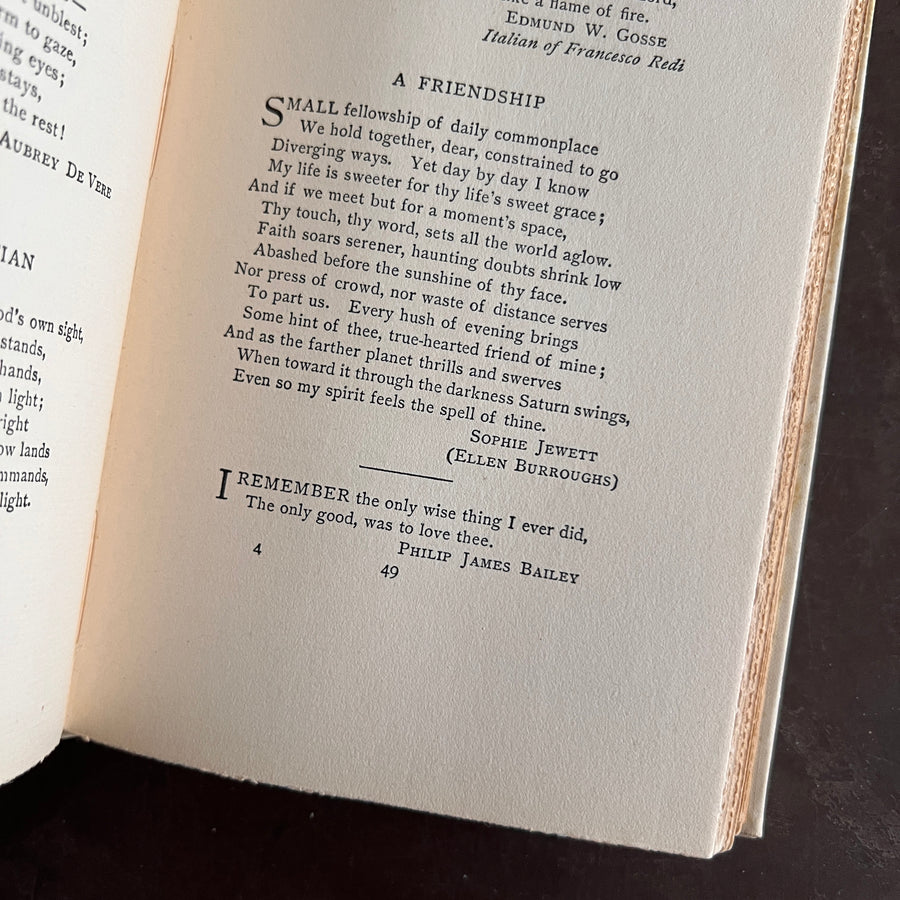 unblest;
to gaze,
eyes;
stays,
the rest!
AUBREY DE VERE
own sight,
stands,
hands,
light;
lands
light.
a flame of fire.
EDMUND W. GOSSE
Italian of Francesco Redi
A FRIENDSHIP
SMALL fellowship of daily commonplace
We hold together, dear, constrained to go
Diverging ways. Yet day by day I know
My life is sweeter for thy life's sweet grace;
And if we meet but for a moment's space,
Thy touch, thy word, sets all the world aglow.
Faith soars serener, haunting doubts shrink low
Abashed before the sunshine of thy face.
Nor press of crowd, nor waste of distance serves
To part us. Every hush of evening brings
Some hint of thee, true-hearted friend of mine;
And as the farther planet thrills and swerves
When toward it through the darkness Saturn swings,
Even so my spirit feels the spell of thine.
SOPHIE JEWETT
(ELLEN BURROUGHS)
I REMEMBER the only wise thing I ever did,
The only good, was to love thee.
PHILIP JAMES BAILEY
4
49